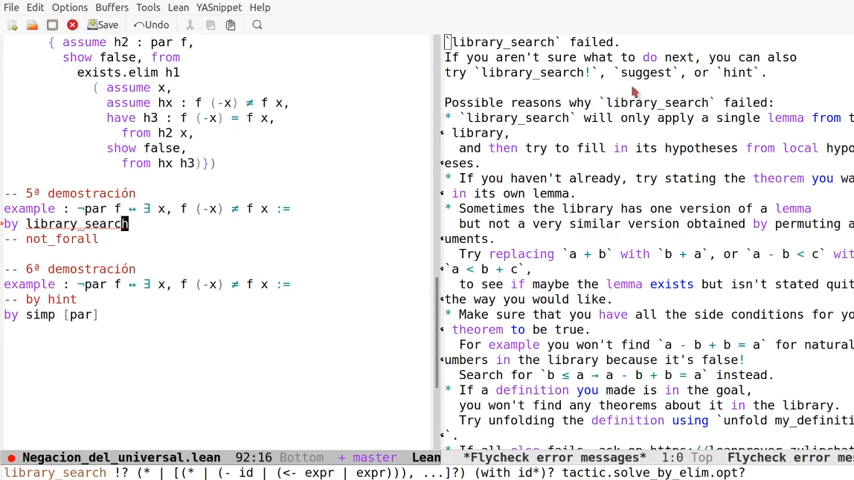 File Edit Options Buffers Tools Lean YASnippet Help
Save Undo
{ assume h2 : par f,
show false, from
exists.elim h1
( assume x,
assume hx : f (-x) ≠ f x,
have h3 : f (-x) = f x,
from h2 x,
show false,
from hx h3)})
-- 5ª demostración
example : ¬par f ↔ ∃ x, f (-x) ≠ f x :=
by library_search
-- not_forall
-- 6ª demostración
example : ¬par f ↔ ∃ x, f (-x) ≠ f x :=
-- by hint
by simp [par]
Negacion_del_universal.lean 92:16 Bottom + master Lean
`library_search` failed.
If you aren't sure what to do next, you can also
try `library_search!`, `suggest`, or `hint`.
Possible reasons why `library_search` failed:
* `library_search` will only apply a single lemma from t
library,
and then try to fill in its hypotheses from local hypo
eses.
* If you haven't already, try stating the theorem you wa
in its own lemma.
* Sometimes the library has one version of a lemma
but not a very similar version obtained by permuting a
uments.
Try replacing `a + b` with `b + a`, or `a - b < c` wit
`a < b + c`,
to see if maybe the lemma exists but isn't stated quit
the way you would like.
* Make sure that you have all the side conditions for yo
theorem to be true.
For example you won't find `a - b + b = a` for natural
umbers in the library because it's false!
Search for `b ≤ a → a - b + b = a` instead.
* If a definition you made is in the goal,
you won't find any theorems about it in the library.
Try unfolding the definition using `unfold my_definiti
`.
*Flycheck error messages* 1:0 Top Flycheck error me
library_search !? (* | [(* | (- id | (<- expr | expr))), ...]?) (with id*)? tactic.solve_by_elim.opt?